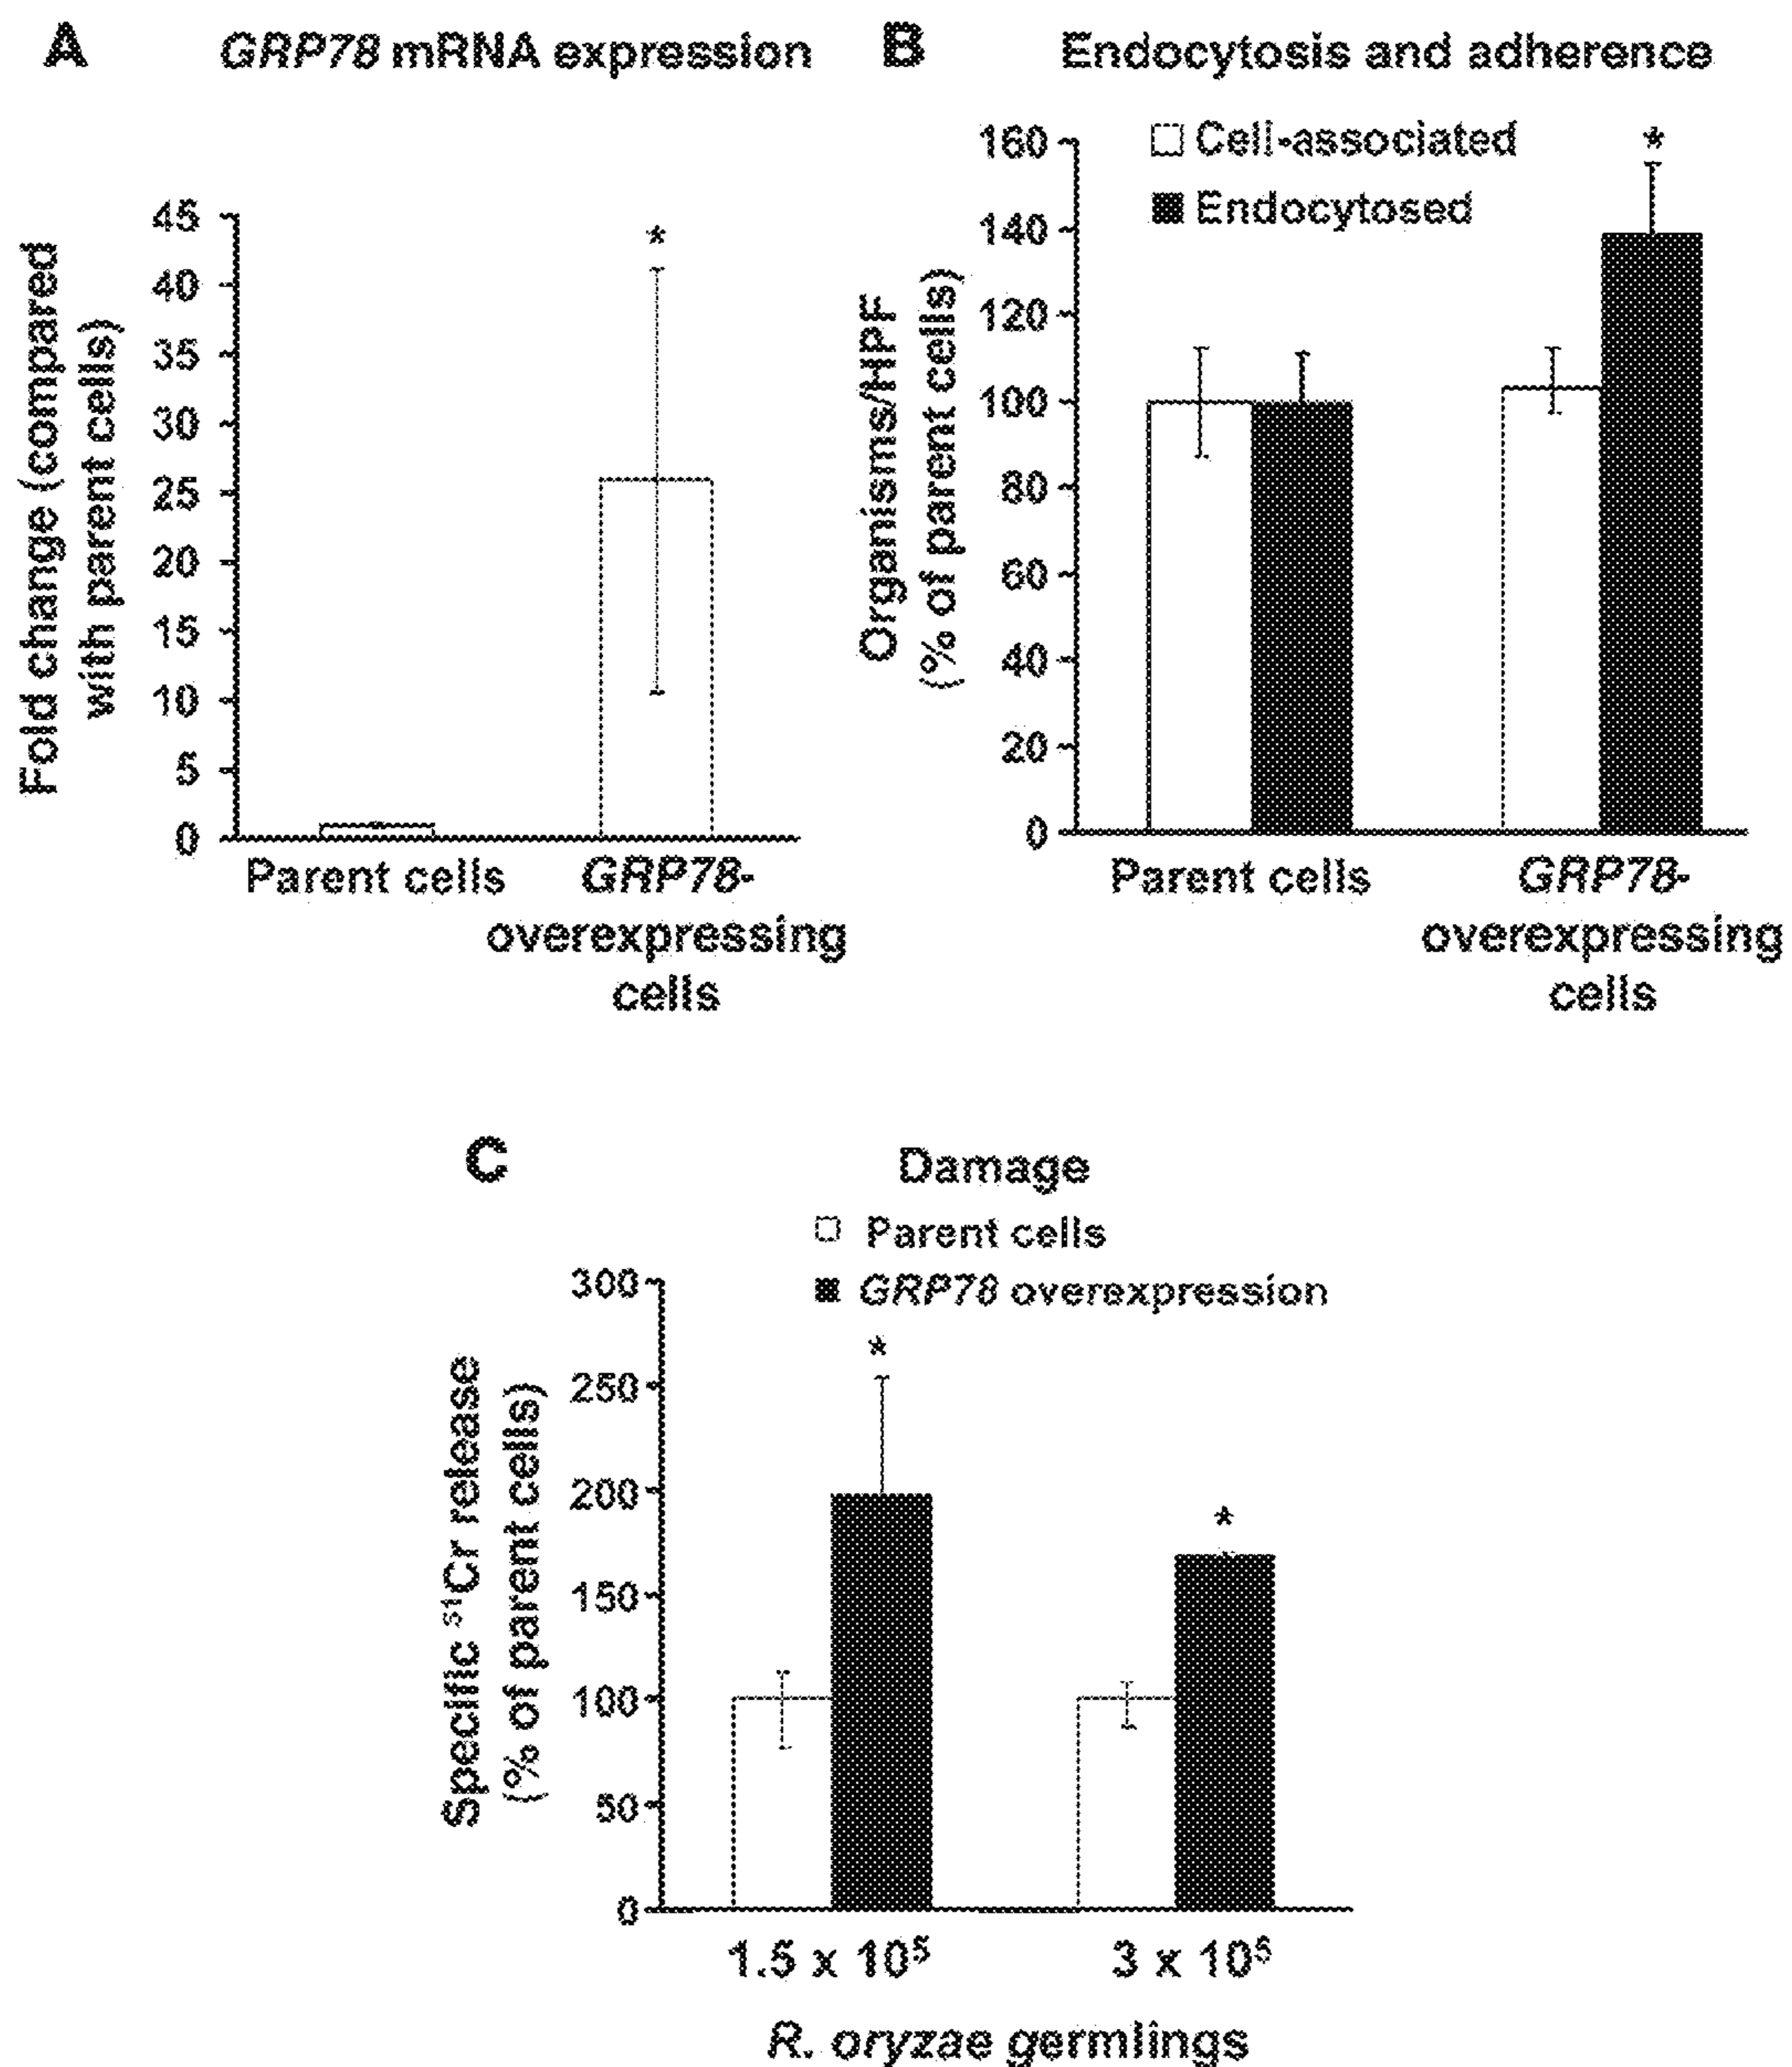 A
GRP78 mRNA expression
Fold change (compared
with parent cells)
45
40
35
30
25
20
15
10
5
0
*
Parent cells
GRP78-
overexpressing
cells
B
Endocytosis and adherence
Cell-associated
Endocytosed
Organisms/HPF
(% of parent cells)
160
140
120
100
80
60
40
20
0
*
Parent cells
GRP78-
overexpressing
cells
C
Damage
Parent cells
GRP78 overexpression
Specific ⁵¹Cr release
(% of parent cells)
300
250
200
150
100
50
0
*
*
1.5 x 10⁵
3 x 10⁵
R. oryzae germlings